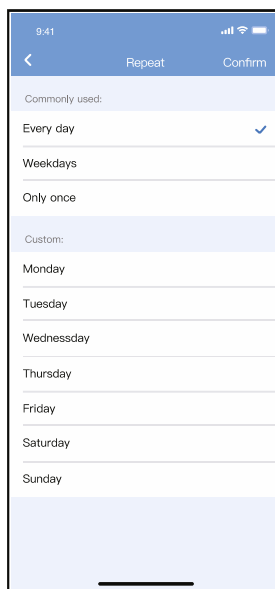 9:41
Repeat Confirm
Commonly used:
Every day
Weekdays
Only once
Custom:
Monday
Tuesday
Wednessday
Thursday
Friday
Saturday
Sunday